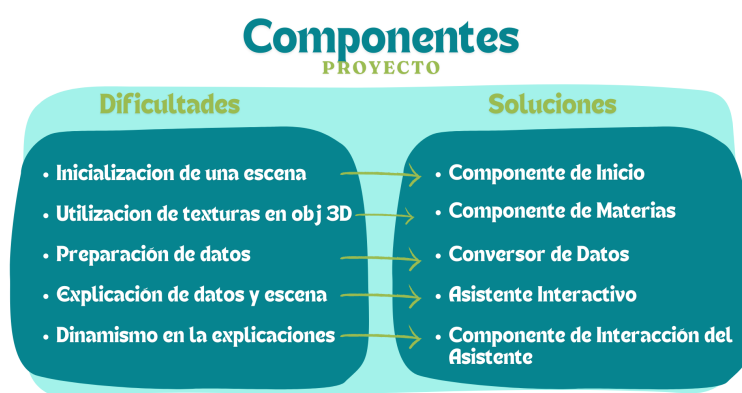 Componentes
PROYECTO
Dificultades
• Inicializacion de una escena
• Utilizacion de texturas en obj 3D
• Preparación de datos
• Explicación de datos y escena
• Dinamismo en la explicaciones
Soluciones
• Componente de Inicio
• Componente de Materias
• Conversor de Datos
• Asistente Interactivo
• Componente de Interacción del
Asistente